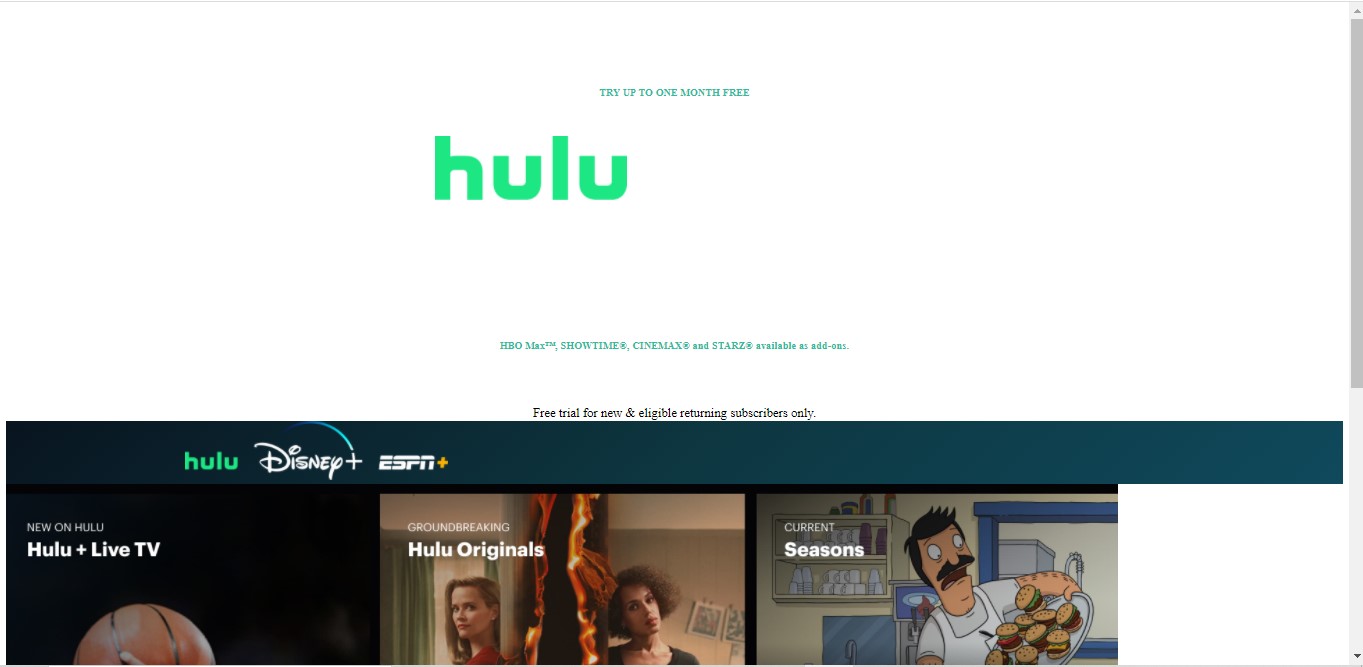 TRY UP TO ONE MONTH FREE
hulu
HBO Max™, SHOWTIME®, CINEMAX® and STARZ® available as add-ons.
Free trial for new & eligible returning subscribers only.
hulu Disney+ ESPN+
NEW ON HULU
Hulu + Live TV
GROUNDBREAKING
Hulu Originals
CURRENT
Seasons